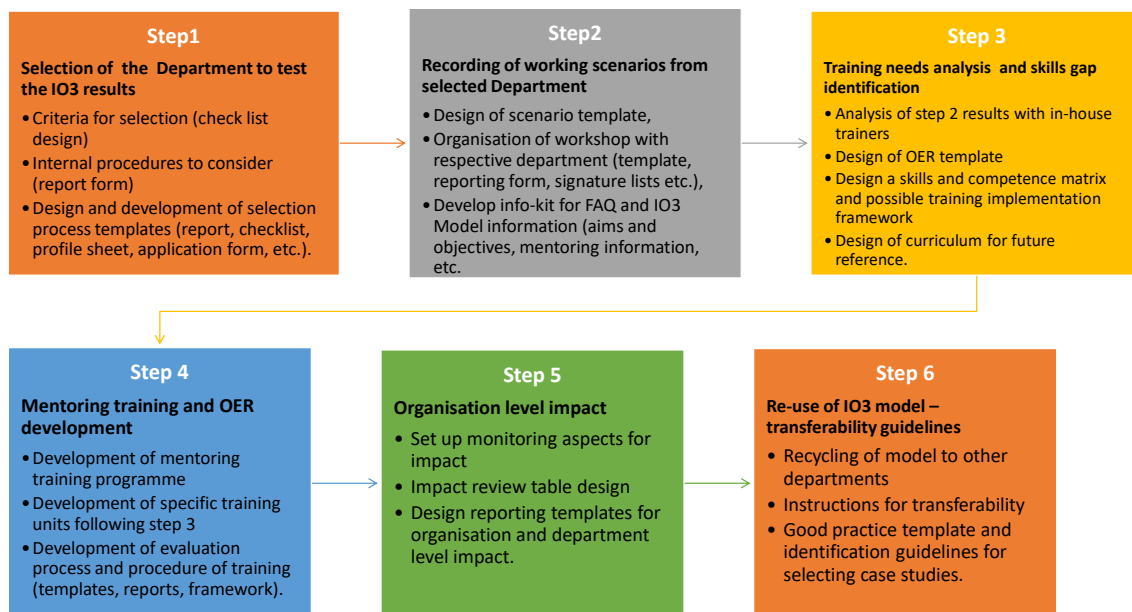 Step1
Selection of the Department to test
the IO3 results
• Criteria for selection (check list
design)
• Internal procedures to consider
(report form)
• Design and development of selection
process templates (report, checklist,
profile sheet, application form, etc.).
Step2
Recording of working scenarios from
selected Department
• Design of scenario template,
• Organisation of workshop with
respective department (template,
reporting form, signature lists etc.),
• Develop info-kit for FAQ and IO3
Model information (aims and
objectives, mentoring information,
etc.
Step 3
Training needs analysis and skills gap
identification
• Analysis of step 2 results with in-house
trainers
• Design of OER template
• Design a skills and competence matrix
and possible training implementation
framework
• Design of curriculum for future
reference.
Step 4
Mentoring training and OER
development
• Development of mentoring
training programme
• Development of specific training
units following step 3
• Development of evaluation
process and procedure of training
(templates, reports, framework).
Step 5
Organisation level impact
• Set up monitoring aspects for
impact
• Impact review table design
• Design reporting templates for
organisation and department
level impact.
Step 6
Re-use of IO3 model –
transferability guidelines
• Recycling of model to other
departments
• Instructions for transferability
• Good practice template and
identification guidelines for
selecting case studies.